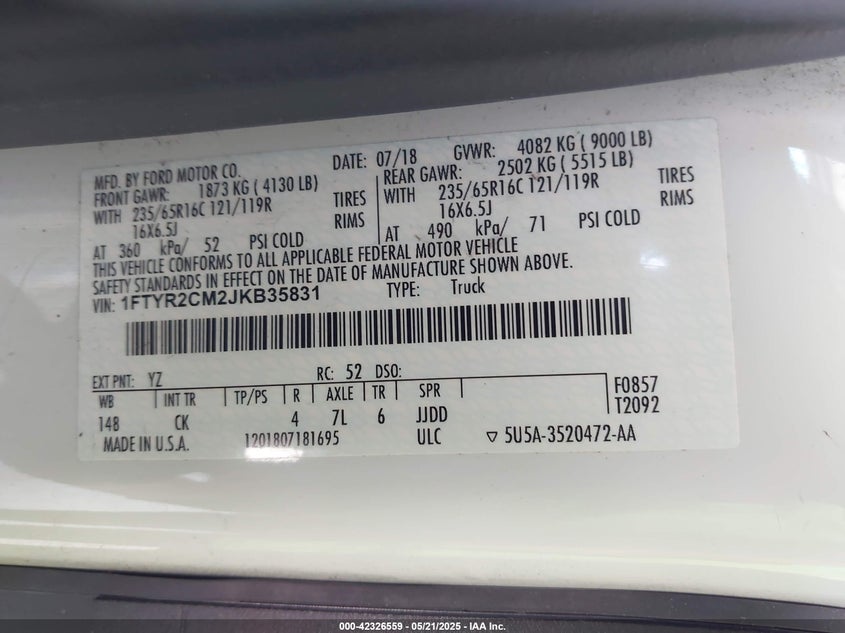 MFD. BY FORD MOTOR CO.
DATE: 07/18 GVWR: 4082 KG ( 9000 LB)
FRONT GAWR: 1873 KG ( 4130 LB)
REAR GAWR: 2502 KG ( 5515 LB)
WITH 235/65R16C 121/119R TIRES
WITH 235/65R16C 121/119R TIRES
16X6.5J RIMS
16X6.5J RIMS
AT 360 kPa/ 52 PSI COLD
AT 490 kPa/ 71 PSI COLD
THIS VEHICLE CONFORMS TO ALL APPLICABLE FEDERAL MOTOR VEHICLE
SAFETY STANDARDS IN EFFECT ON THE DATE OF MANUFACTURE SHOWN ABOVE.
VIN: 1FTYR2CM2JKB35831 TYPE: Truck
EXT PNT: YZ RC: 52 DSO:
WB INT TR TP/PS R AXLE TR SPR F0857
148 CK 4 7L 6 JJDD T2092
MADE IN U.S.A. 1201807181695 ULC ▽ 5U5A-3520472-AA
000-42326559 - 05/21/2025 - IAA Inc.